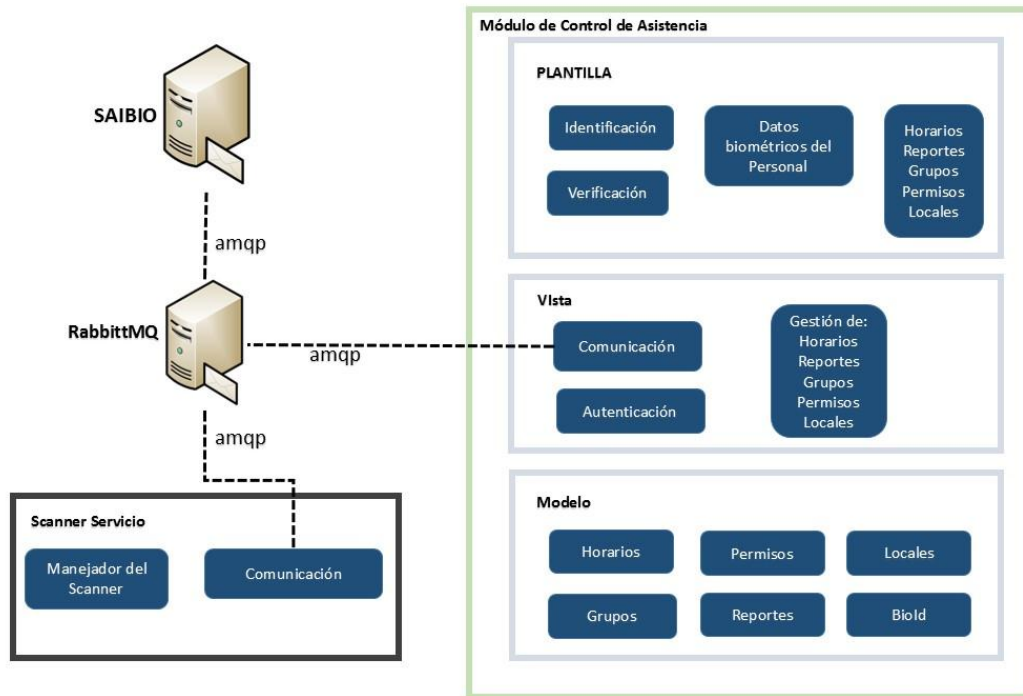 SAIBIO
amqp
RabbittMQ
amqp
amqp
Scanner Servicio
Manejador del
Scanner
Comunicación
Módulo de Control de Asistencia
PLANTILLA
Identificación
Verificación
Datos
biométricos del
Personal
Horarios
Reportes
Grupos
Permisos
Locales
VIsta
Comunicación
Autenticación
Gestión de:
Horarios
Reportes
Grupos
Permisos
Locales
Modelo
Horarios
Permisos
Locales
Grupos
Reportes
BioId